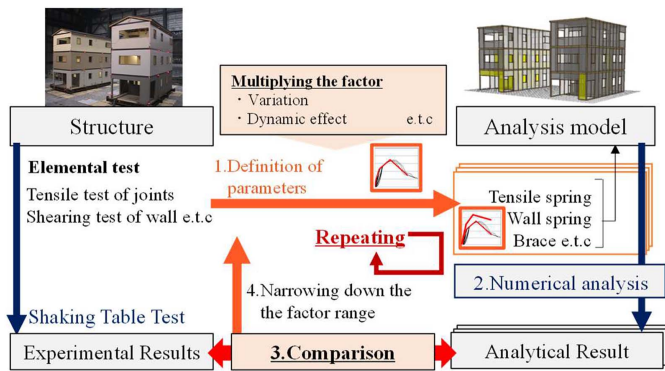 Multiplying the factor
・Variation
・Dynamic effect e.t.c
Structure
Analysis model
Elemental test
Tensile test of joints
Shearing test of wall e.t.c
1.Definition of
parameters
Tensile spring
Wall spring
Brace e.t.c
Repeating
4.Narrowing down the
the factor range
2.Numerical analysis
Shaking Table Test
Experimental Results
3.Comparison
Analytical Result